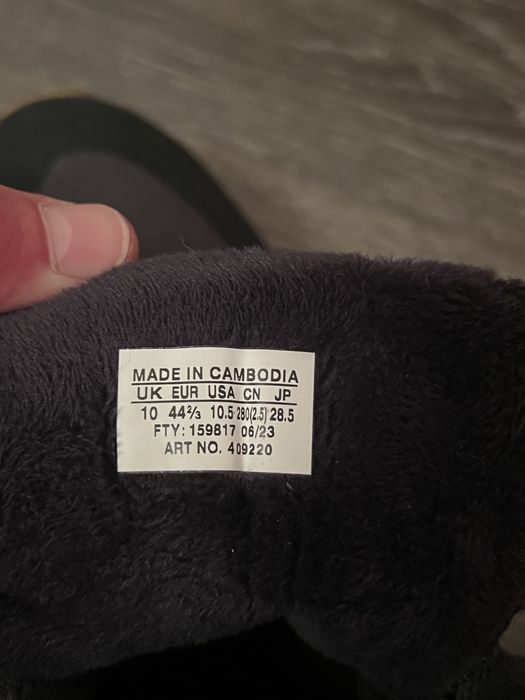 MADE IN CAMBODIA
UK EUR USA CN JP
10 44⅔ 10.5 280(2.5) 28.5
FTY: 159817 06/23
ART NO. 409220